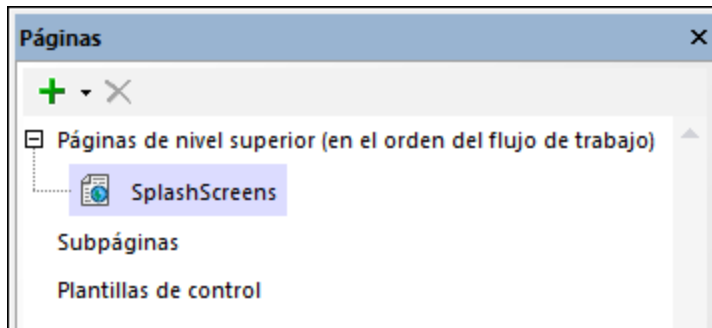 Páginas
Páginas de nivel superior (en el orden del flujo de trabajo)
SplashScreens
Subpáginas
Plantillas de control